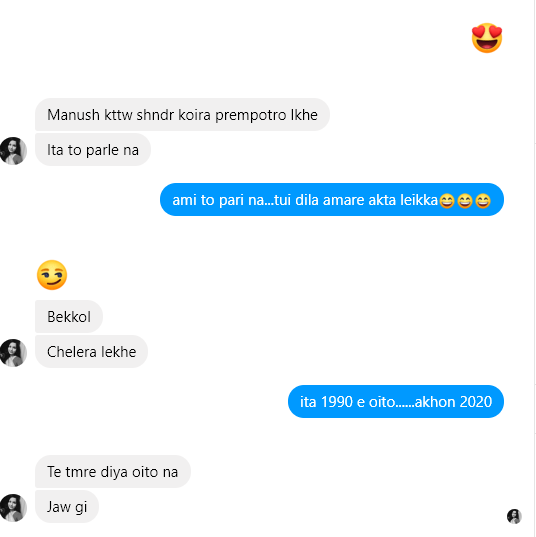 Manush kttw shndr koira prempotro lkhe
Ita to parle na
ami to pari na...tui dila amare akta leikka😄😄😄
Bekkol
Chelera lekhe
ita 1990 e oito......akhon 2020
Te tmre diya oito na
Jaw gi